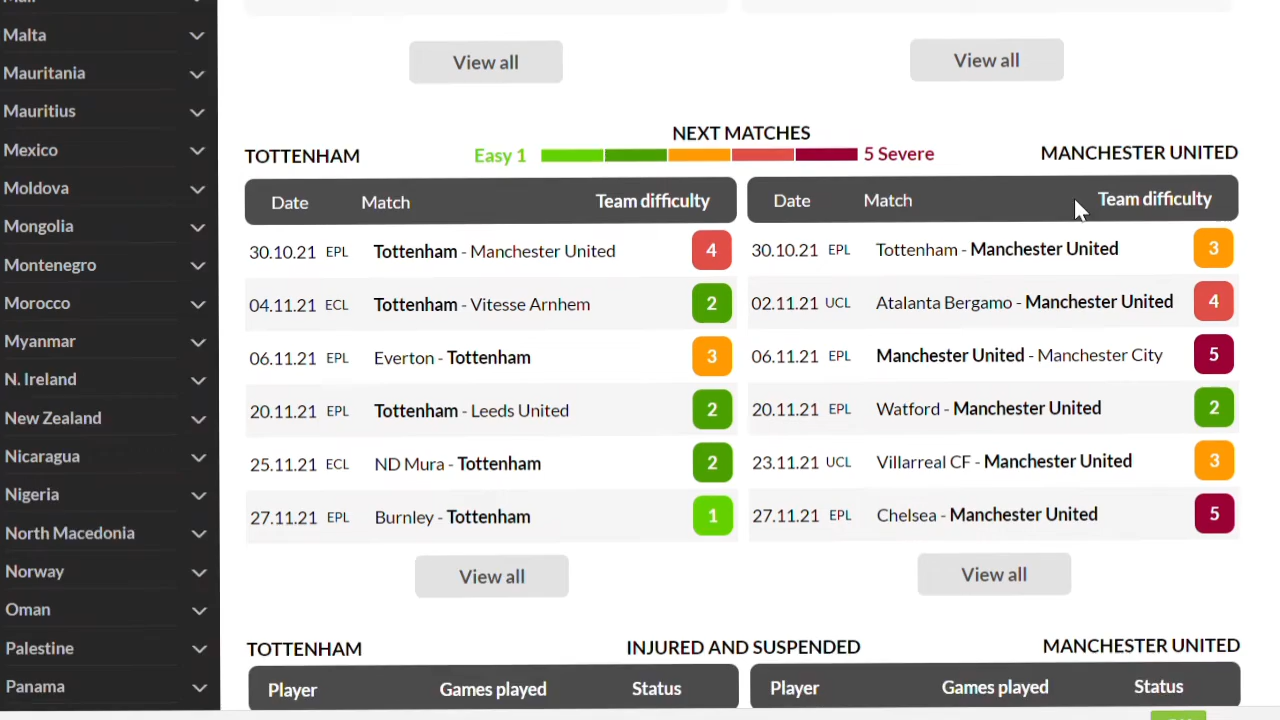 Malta
Mauritania
Mauritius
Mexico
Moldova
Mongolia
Montenegro
Morocco
Myanmar
N. Ireland
New Zealand
Nicaragua
Nigeria
North Macedonia
Norway
Oman
Palestine
Panama
View all
View all
NEXT MATCHES
TOTTENHAM
Easy 1
5 Severe
MANCHESTER UNITED
Date Match Team difficulty
30.10.21 EPL Tottenham - Manchester United 4
04.11.21 ECL Tottenham - Vitesse Arnhem 2
06.11.21 EPL Everton - Tottenham 3
20.11.21 EPL Tottenham - Leeds United 2
25.11.21 ECL ND Mura - Tottenham 2
27.11.21 EPL Burnley - Tottenham 1
View all
Date Match Team difficulty
30.10.21 EPL Tottenham - Manchester United 3
02.11.21 UCL Atalanta Bergamo - Manchester United 4
06.11.21 EPL Manchester United - Manchester City 5
20.11.21 EPL Watford - Manchester United 2
23.11.21 UCL Villarreal CF - Manchester United 3
27.11.21 EPL Chelsea - Manchester United 5
View all
TOTTENHAM
INJURED AND SUSPENDED
MANCHESTER UNITED
Player Games played Status
Player Games played Status